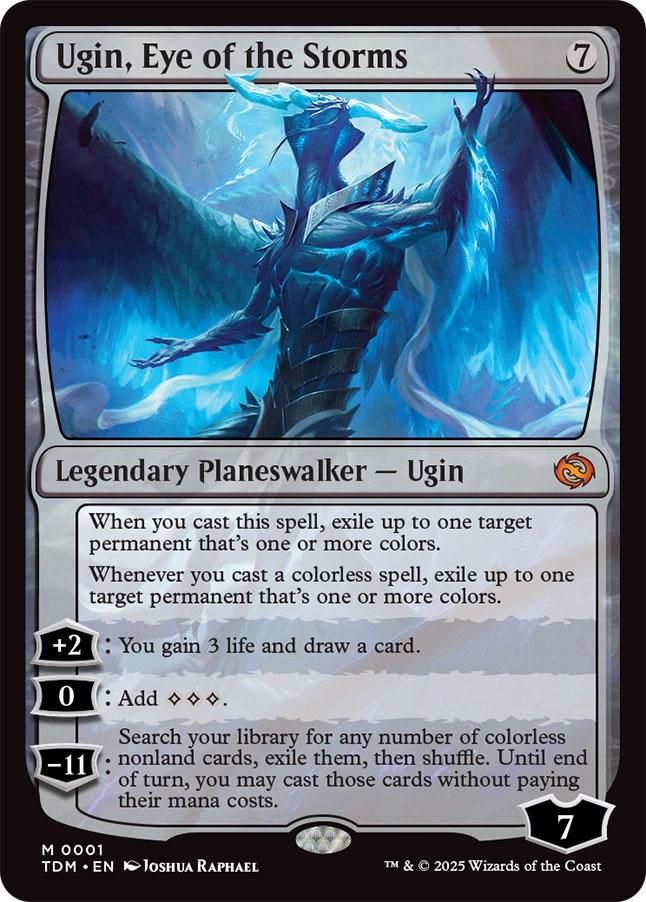 Ugin, Eye of the Storms 7
Legendary Planeswalker — Ugin
When you cast this spell, exile up to one target
permanent that's one or more colors.
Whenever you cast a colorless spell, exile up to one
target permanent that's one or more colors.
+2: You gain 3 life and draw a card.
0: Add ◇◇◇.
Search your library for any number of colorless
−11: nonland cards, exile them, then shuffle. Until end
of turn, you may cast those cards without paying
their mana costs.
7
M 0001
TDM • EN Joshua Raphael
™ & © 2025 Wizards of the Coast